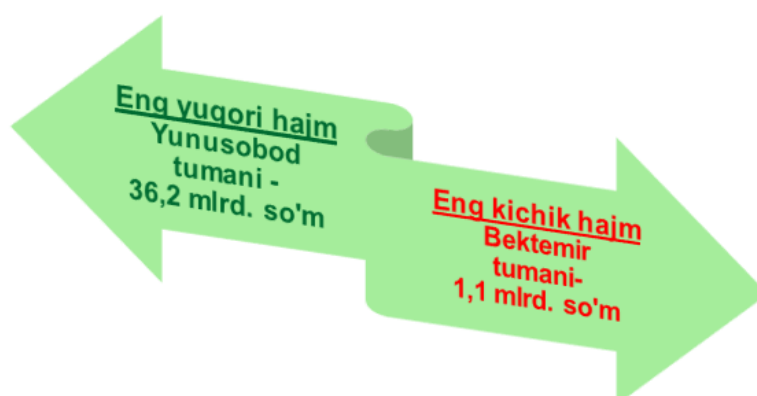 Eng yuqori hajm
Yunusobod
tumani -
36,2 mlrd. so'm
Eng kichik hajm
Bektemir
tumani-
1,1 mlrd. so'm